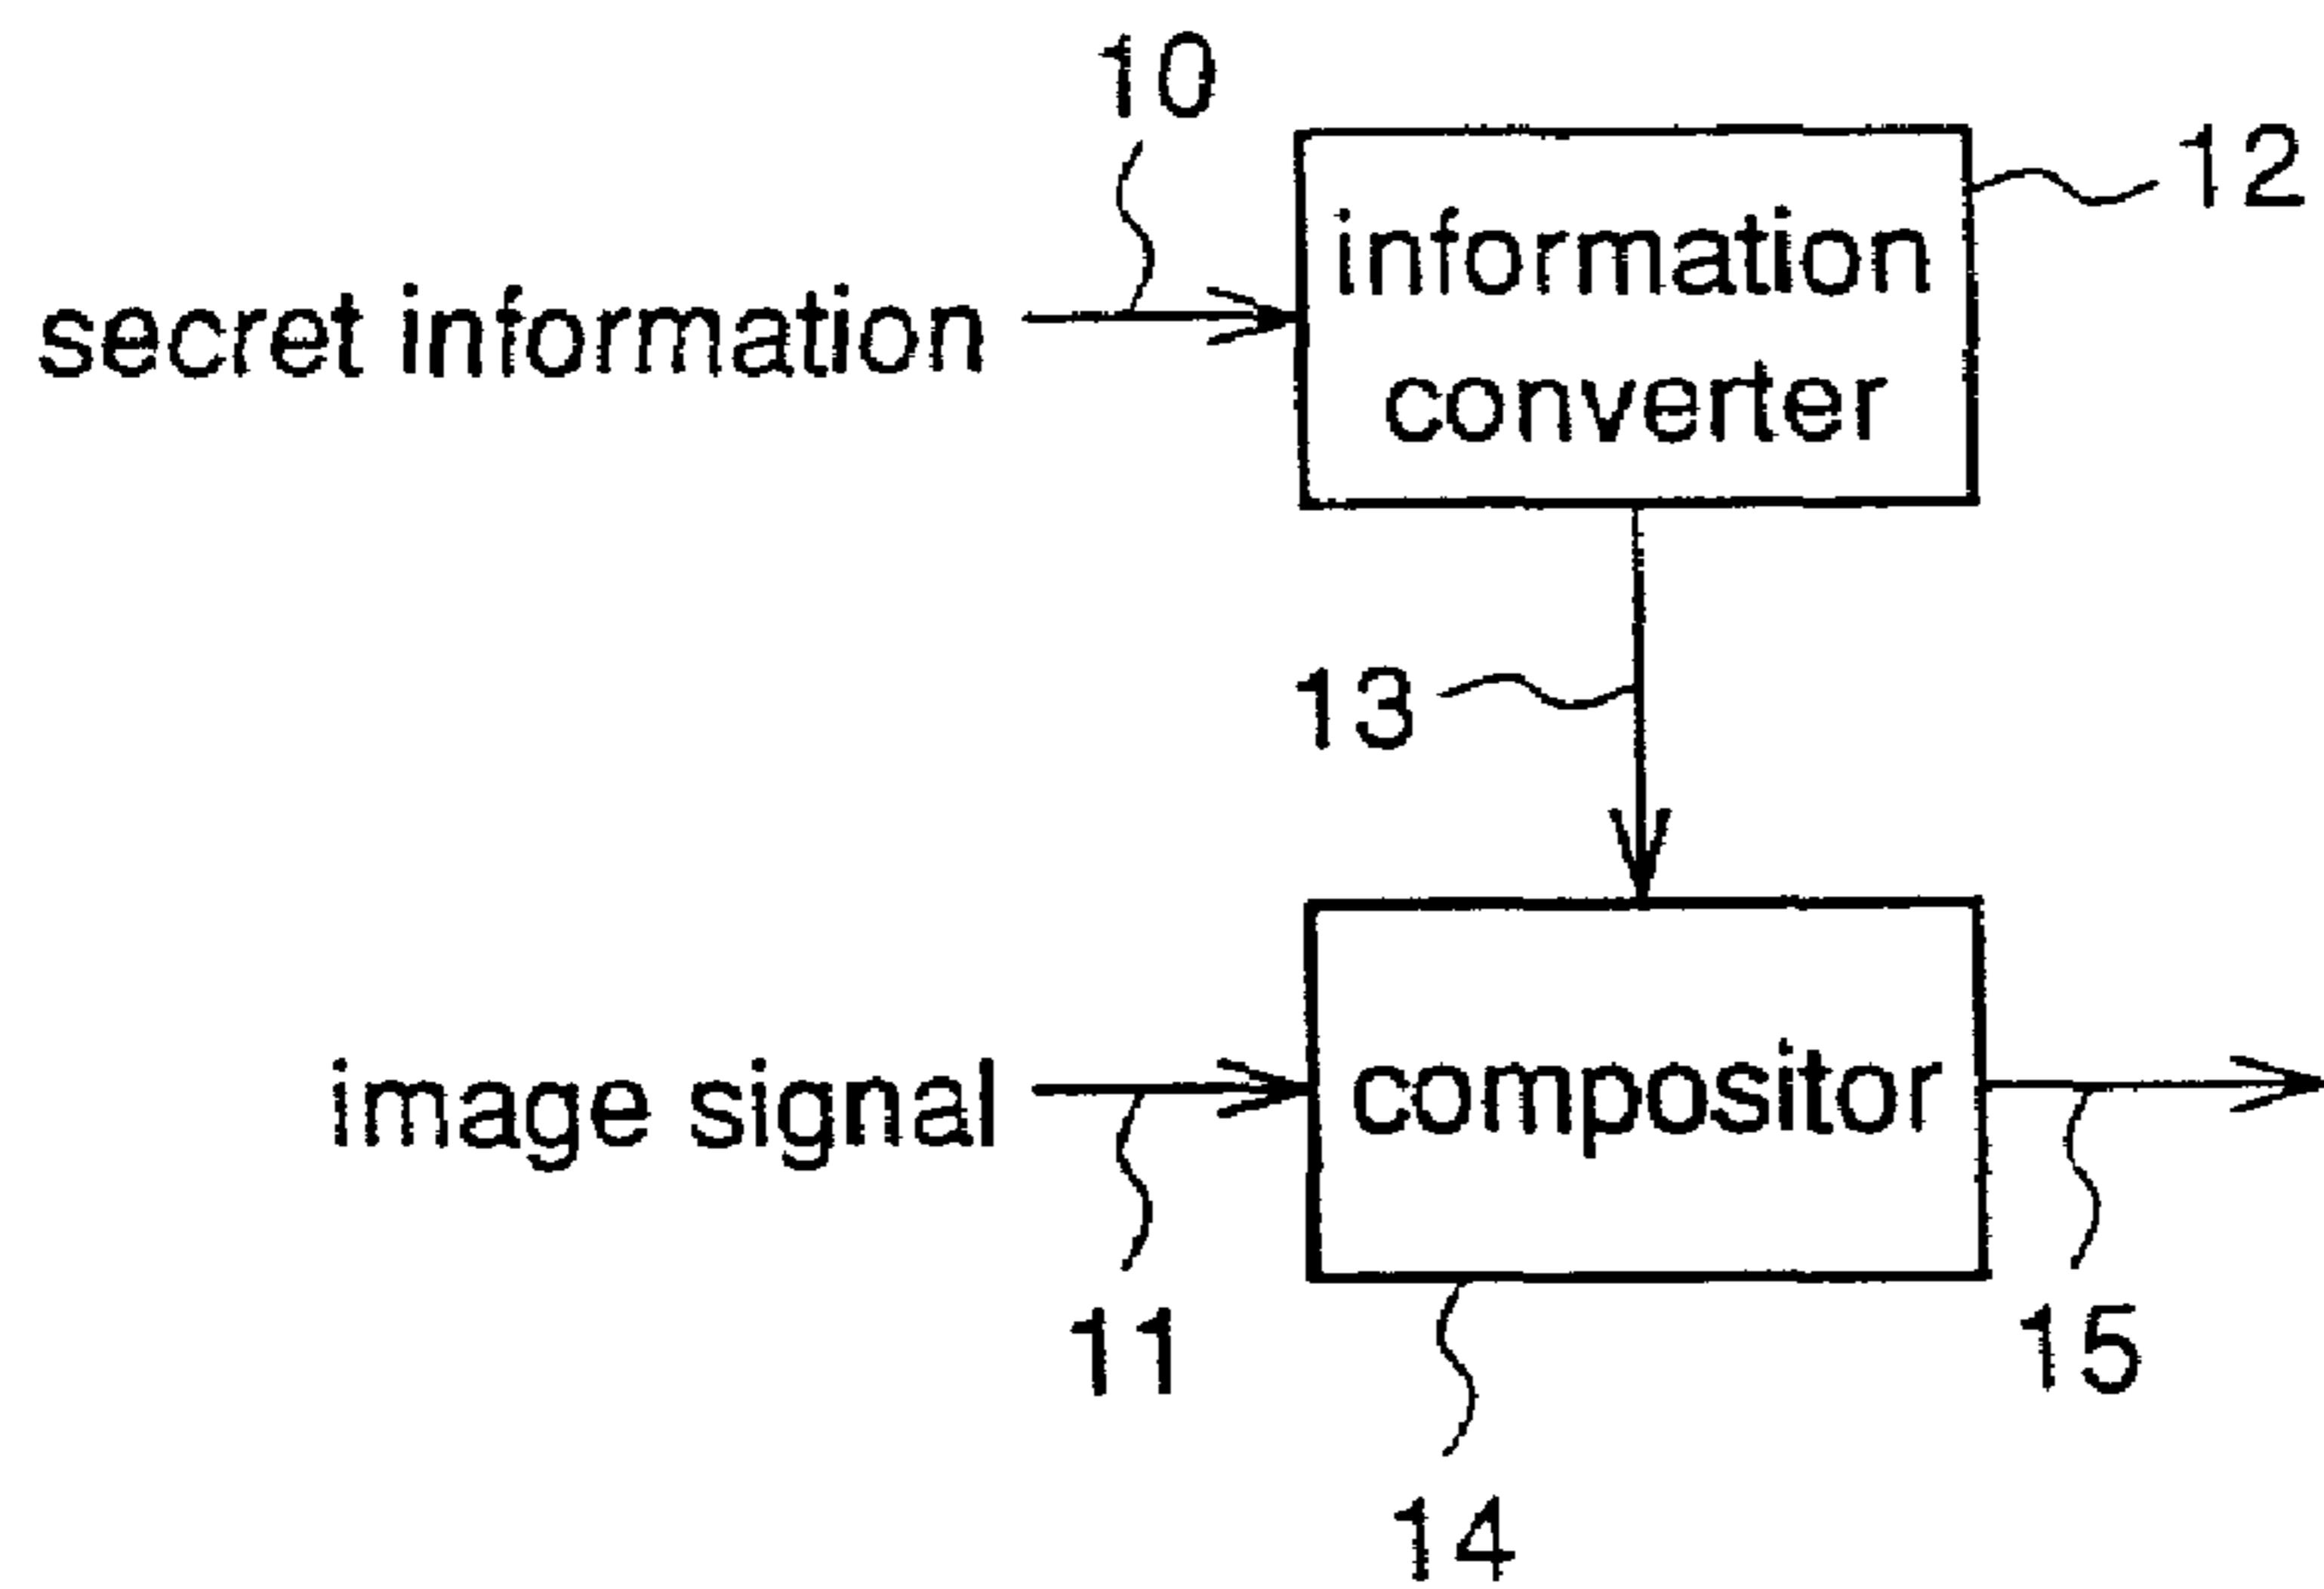 10
12
information
secret information
converter
13
image signal
compositor
11
15
14